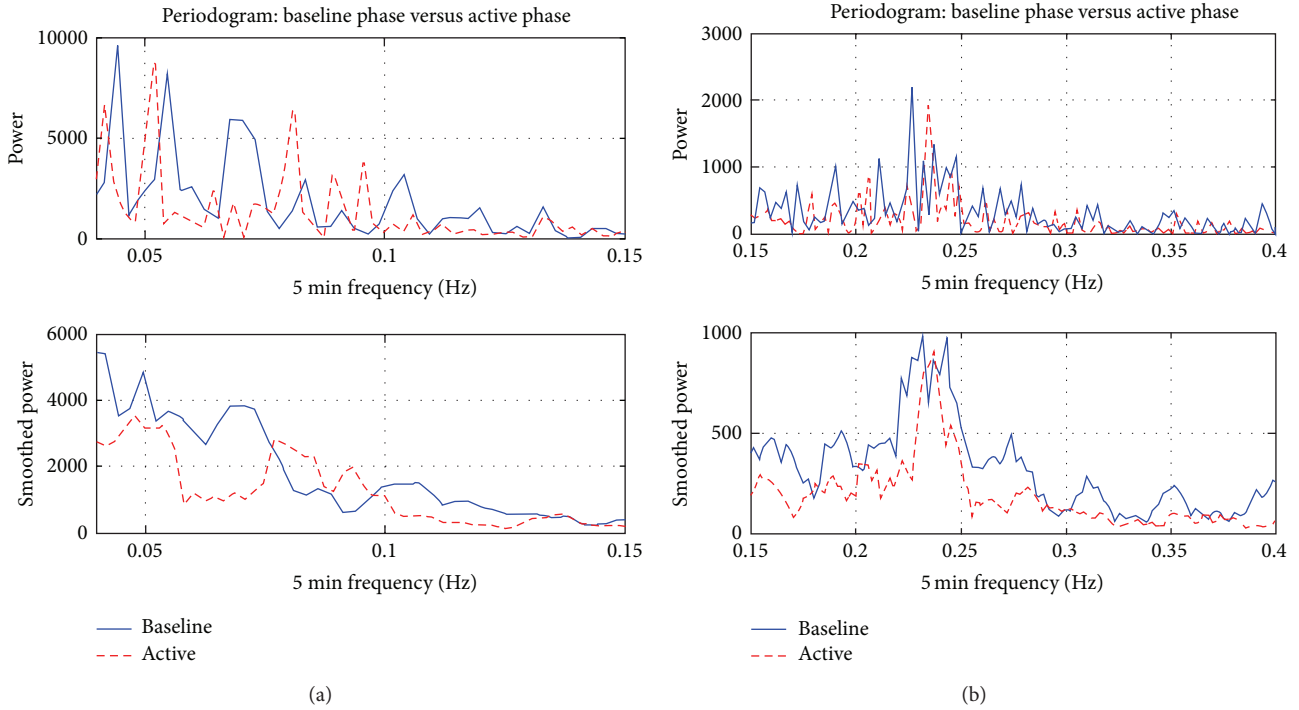 Periodogram: baseline phase versus active phase
10000
5000
0
Power
0.05
0.1
0.15
5 min frequency (Hz)
6000
4000
2000
0
Smoothed power
0.05
0.1
0.15
5 min frequency (Hz)
Baseline
Active
(a)
Periodogram: baseline phase versus active phase
3000
2000
1000
0
Power
0.15
0.2
0.25
0.3
0.35
0.4
5 min frequency (Hz)
1000
500
0
Smoothed power
0.15
0.2
0.25
0.3
0.35
0.4
5 min frequency (Hz)
Baseline
Active
(b)